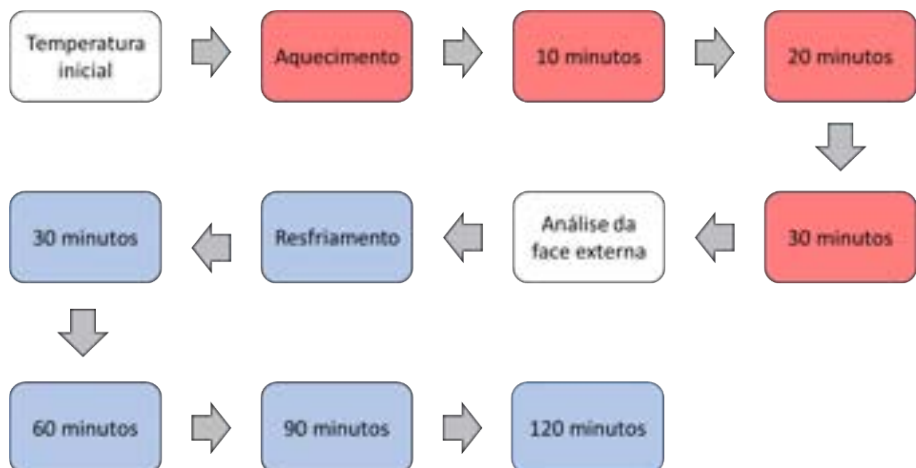 Temperatura
inicial
Aquecimento
10 minutos
20 minutos
30 minutos
Análise da
face externa
Resfriamento
30 minutos
60 minutos
90 minutos
120 minutos